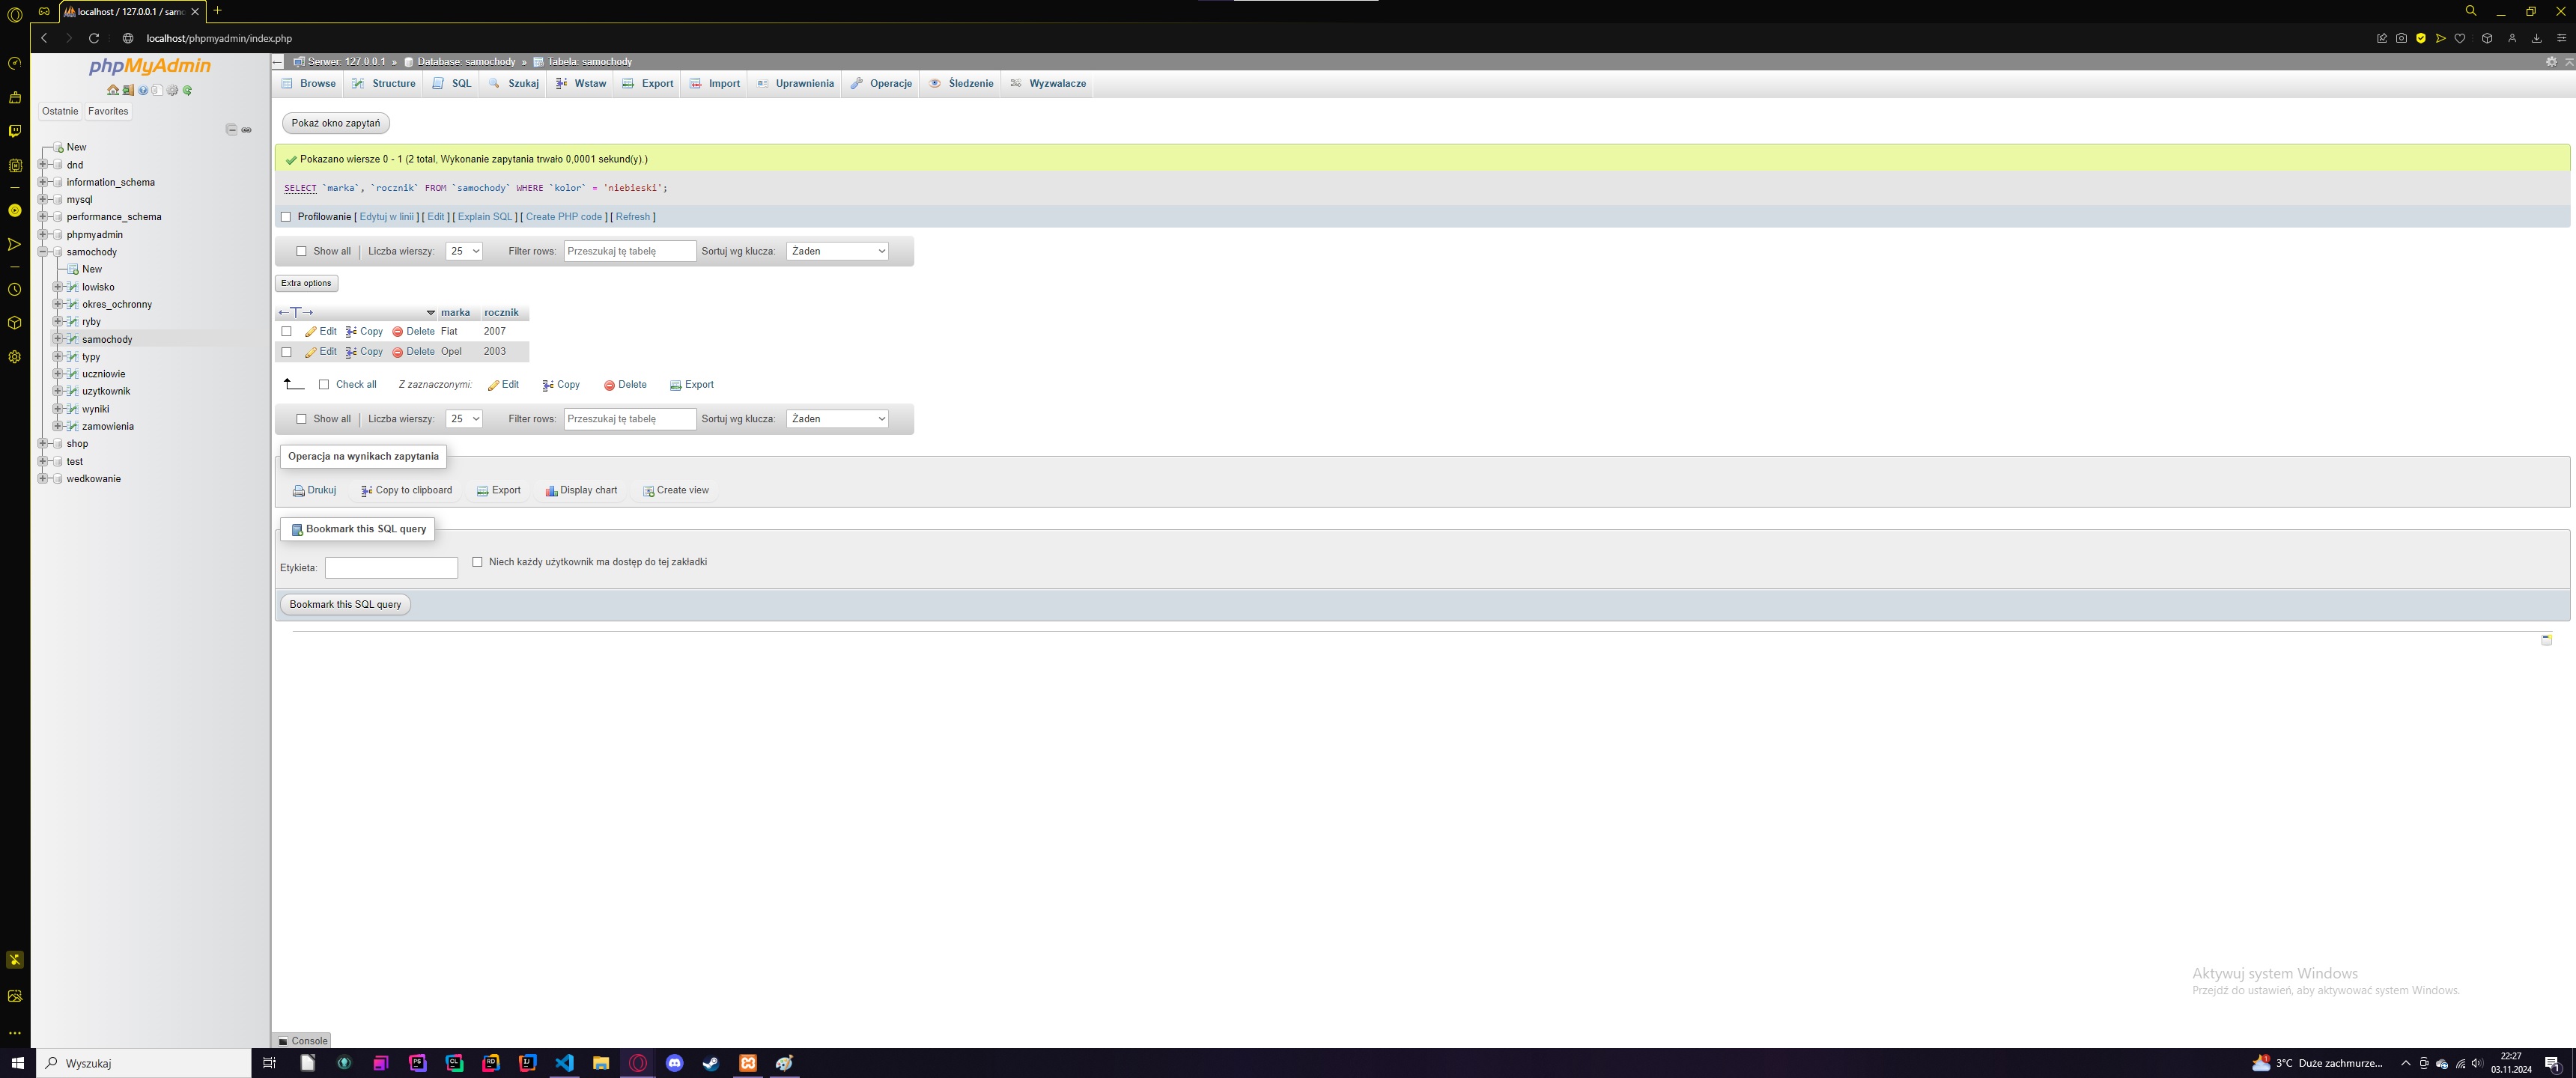 localhost / 127.0.0.1 / samo
localhost/phpmyadmin/index.php
phpMyAdmin
Ostatnie Favorites
New
dnd
information_schema
mysql
performance_schema
phpmyadmin
samochody
New
lowisko
okres_ochronny
ryby
samochody
typy
uczniowie
uzytkownik
wyniki
zamowienia
shop
test
wedkowanie
Serwer: 127.0.0.1 » Database: samochody » Tabela: samochody
Browse Structure SQL Szukaj Wstaw Export Import Uprawnienia Operacje Śledzenie Wyzwalacze
Pokaż okno zapytań
Pokazano wiersze 0 - 1 (2 total, Wykonanie zapytania trwało 0,0001 sekund(y).)
SELECT `marka`, `rocznik` FROM `samochody` WHERE `kolor` = 'niebieski';
Profilowanie [ Edytuj w linii ] [ Edit ] [ Explain SQL ] [ Create PHP code ] [ Refresh ]
Show all Liczba wierszy: 25 Filter rows: Przeszukaj tę tabelę Sortuj wg klucza: Żaden
Extra options
←T→ marka rocznik
Edit Copy Delete Fiat 2007
Edit Copy Delete Opel 2003
Check all Z zaznaczonymi: Edit Copy Delete Export
Show all Liczba wierszy: 25 Filter rows: Przeszukaj tę tabelę Sortuj wg klucza: Żaden
Operacja na wynikach zapytania
Drukuj Copy to clipboard Export Display chart Create view
Bookmark this SQL query
Etykieta: Niech każdy użytkownik ma dostęp do tej zakładki
Bookmark this SQL query
Aktywuj system Windows
Przejdź do ustawień, aby aktywować system Windows.
Console
Wyszukaj
PS CL RD IJ
3°C Duże zachmurze...
22:27
03.11.2024
1